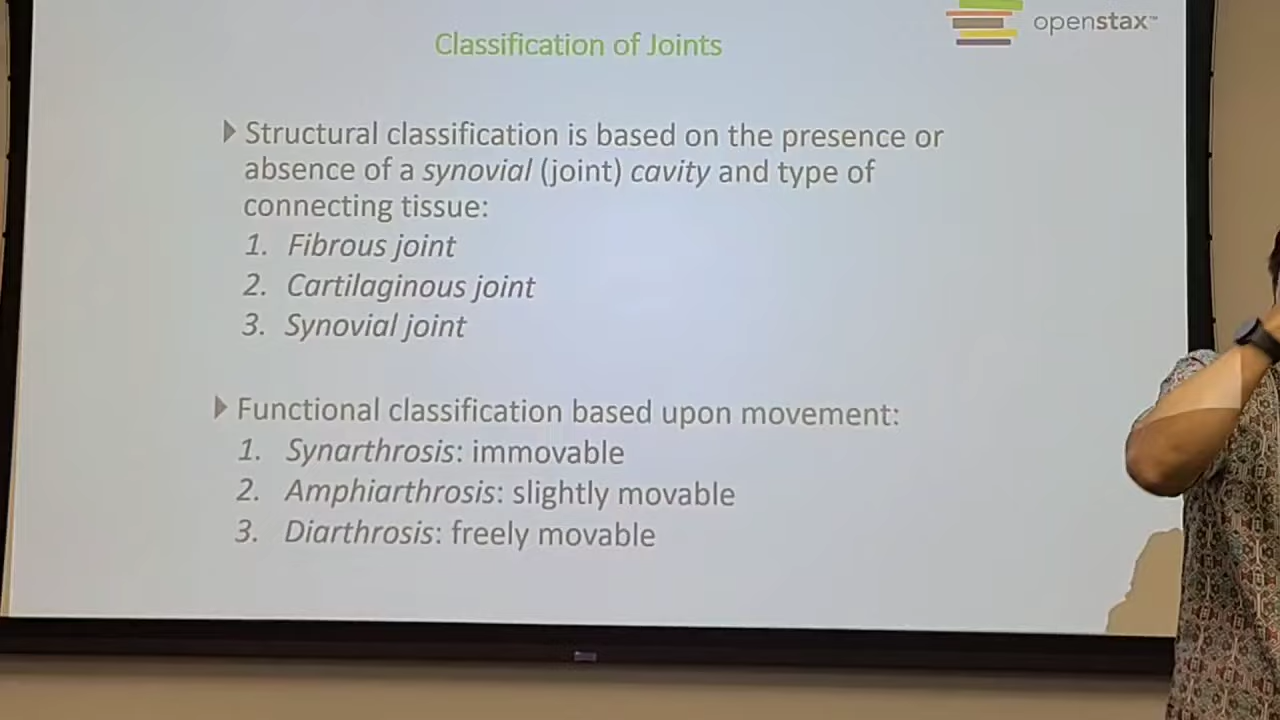 openstax™
Classification of Joints
Structural classification is based on the presence or
absence of a synovial (joint) cavity and type of
connecting tissue:
1. Fibrous joint
2. Cartilaginous joint
3. Synovial joint
Functional classification based upon movement:
1. Synarthrosis: immovable
2. Amphiarthrosis: slightly movable
3. Diarthrosis: freely movable